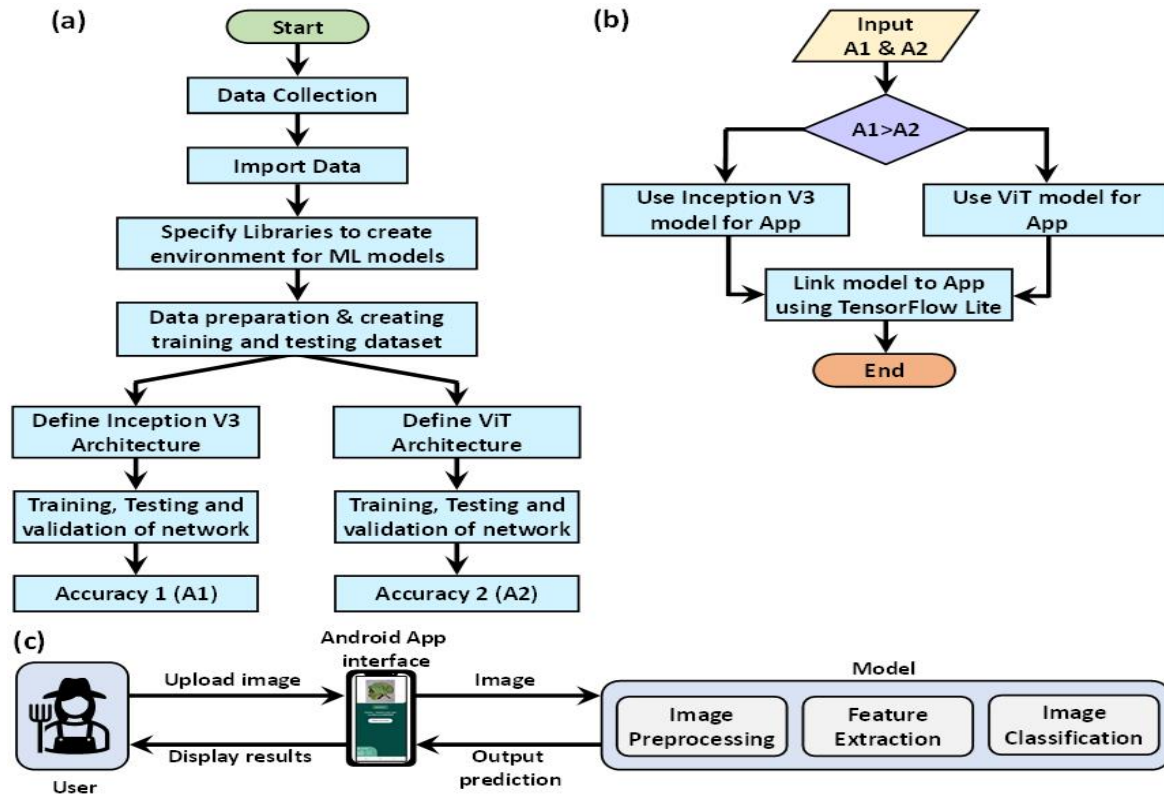 (a)
Start
Data Collection
Import Data
Specify Libraries to create
environment for ML models
Data preparation & creating
training and testing dataset
Define Inception V3
Architecture
Training, Testing and
validation of network
Accuracy 1 (A1)
Define ViT
Architecture
Training, Testing and
validation of network
Accuracy 2 (A2)
(b)
Input
A1 & A2
A1>A2
Use Inception V3
model for App
Use ViT model for
App
Link model to App
using TensorFlow Lite
End
(c)
User
Upload image
Display results
Android App
interface
Image
Output
prediction
Model
Image
Preprocessing
Feature
Extraction
Image
Classification